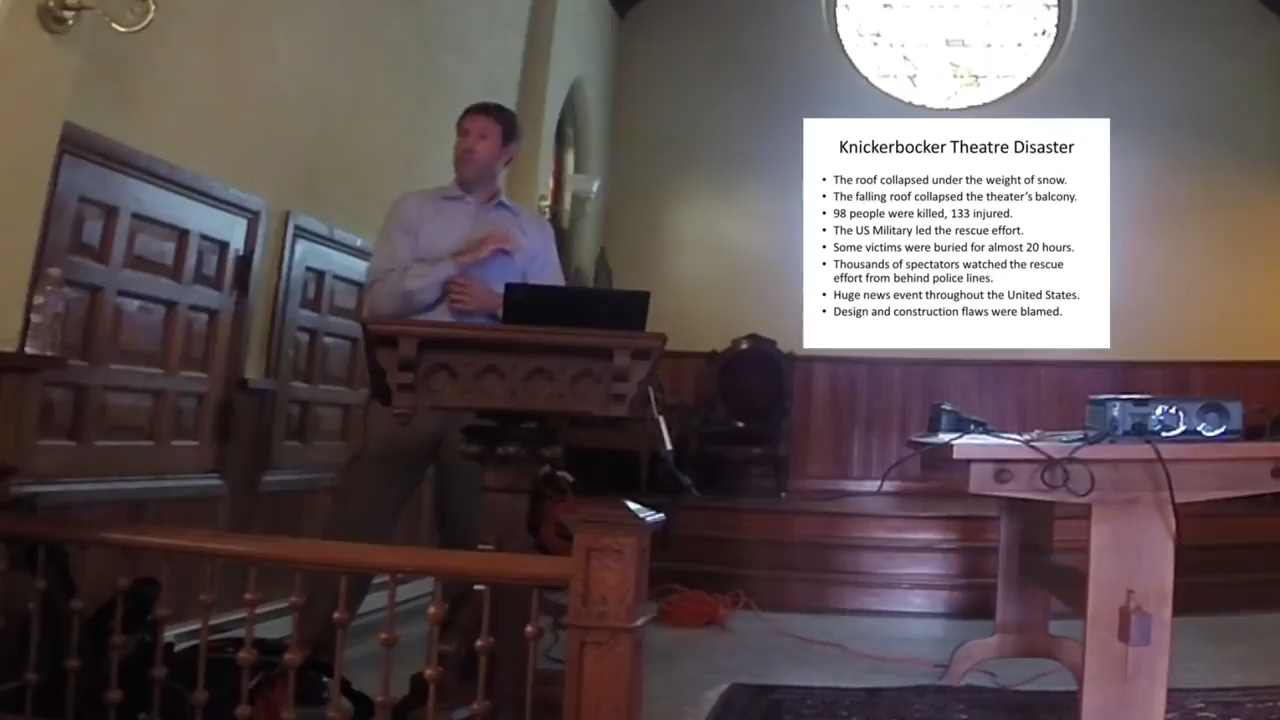 Knickerbocker Theatre Disaster
• The roof collapsed under the weight of snow.
• The falling roof collapsed the theater's balcony.
• 98 people were killed, 133 injured.
• The US Military led the rescue effort.
• Some victims were buried for almost 20 hours.
• Thousands of spectators watched the rescue
effort from behind police lines.
• Huge news event throughout the United States.
• Design and construction flaws were blamed.